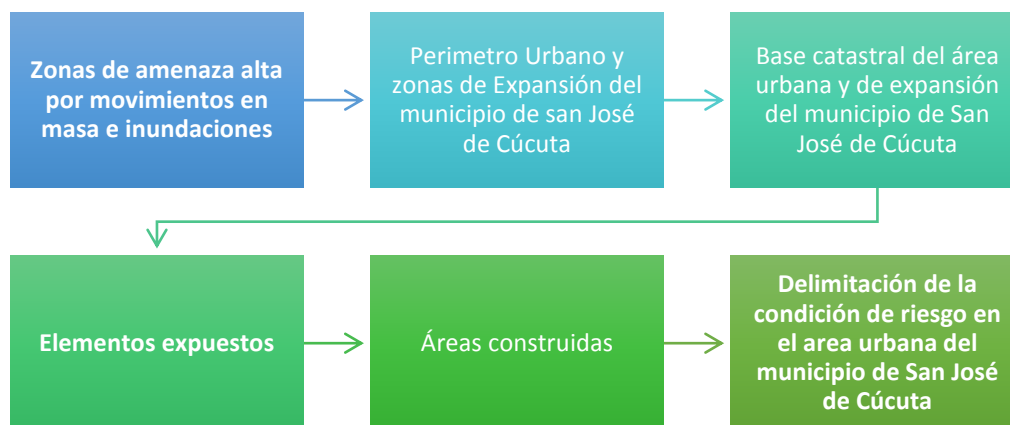 Zonas de amenaza alta
por movimientos en
masa e inundaciones
Perimetro Urbano y
zonas de Expansión del
municipio de san José
de Cúcuta
Base catastral del área
urbana y de expansión
del municipio de San
José de Cúcuta
Elementos expuestos
Áreas construidas
Delimitación de la
condición de riesgo en
el area urbana del
municipio de San José
de Cúcuta